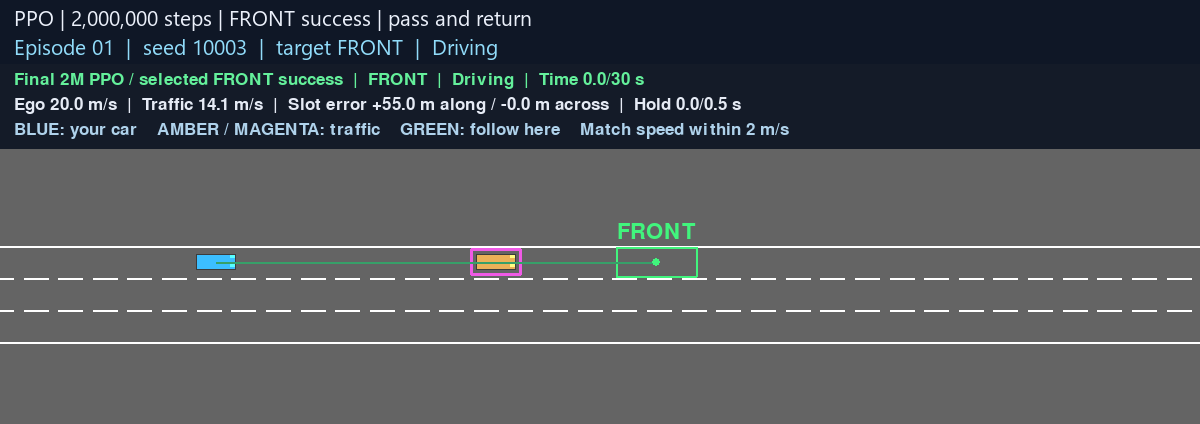 PPO | 2,000,000 steps | FRONT success | pass and return
Episode 01 | seed 10003 | target FRONT | Driving
Final 2M PPO / selected FRONT success | FRONT | Driving | Time 0.0/30 s
Ego 20.0 m/s | Traffic 14.1 m/s | Slot error +55.0 m along / -0.0 m across | Hold 0.0/0.5 s
BLUE: your car AMBER / MAGENTA: traffic GREEN: follow here Match speed within 2 m/s
FRONT